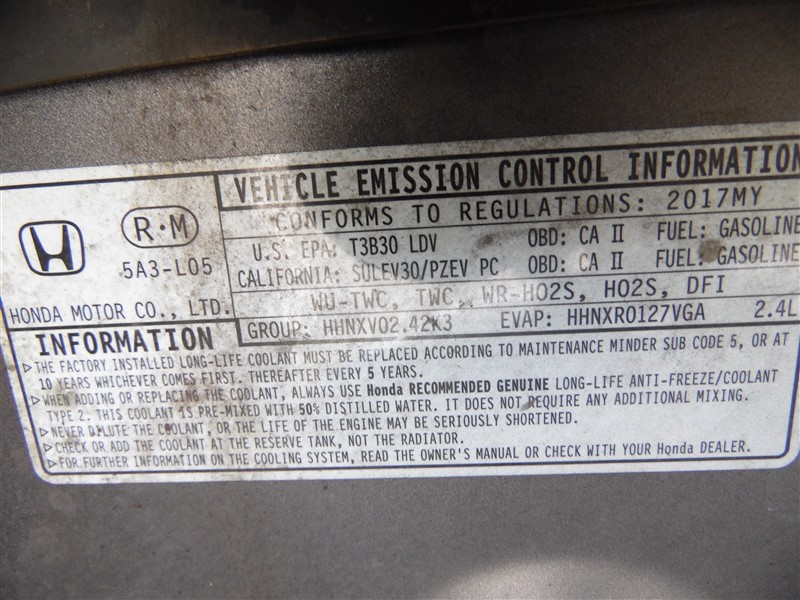 VEHICLE EMISSION CONTROL INFORMATION
CONFORMS TO REGULATIONS: 2017MY
R·M
5A3-L05
HONDA MOTOR CO., LTD.
U.S. EPA: T3B30 LDV OBD: CA II FUEL: GASOLINE
CALIFORNIA: SULEV30/PZEV PC OBD: CA II FUEL: GASOLINE
WU-TWC, TWC, WR-HO2S, HO2S, DFI
GROUP: HHNXV02.42K3 EVAP: HHNXR0127VGA 2.4L
INFORMATION
▷THE FACTORY INSTALLED LONG-LIFE COOLANT MUST BE REPLACED ACCORDING TO MAINTENANCE MINDER SUB CODE 5, OR AT
10 YEARS WHICHEVER COMES FIRST. THEREAFTER EVERY 5 YEARS.
▷WHEN ADDING OR REPLACING THE COOLANT, ALWAYS USE Honda RECOMMENDED GENUINE LONG-LIFE ANTI-FREEZE/COOLANT
TYPE 2. THIS COOLANT IS PRE-MIXED WITH 50% DISTILLED WATER. IT DOES NOT REQUIRE ANY ADDITIONAL MIXING.
▷NEVER DILUTE THE COOLANT, OR THE LIFE OF THE ENGINE MAY BE SERIOUSLY SHORTENED.
▷CHECK OR ADD THE COOLANT AT THE RESERVE TANK, NOT THE RADIATOR.
▷FOR FURTHER INFORMATION ON THE COOLING SYSTEM, READ THE OWNER'S MANUAL OR CHECK WITH YOUR Honda DEALER.